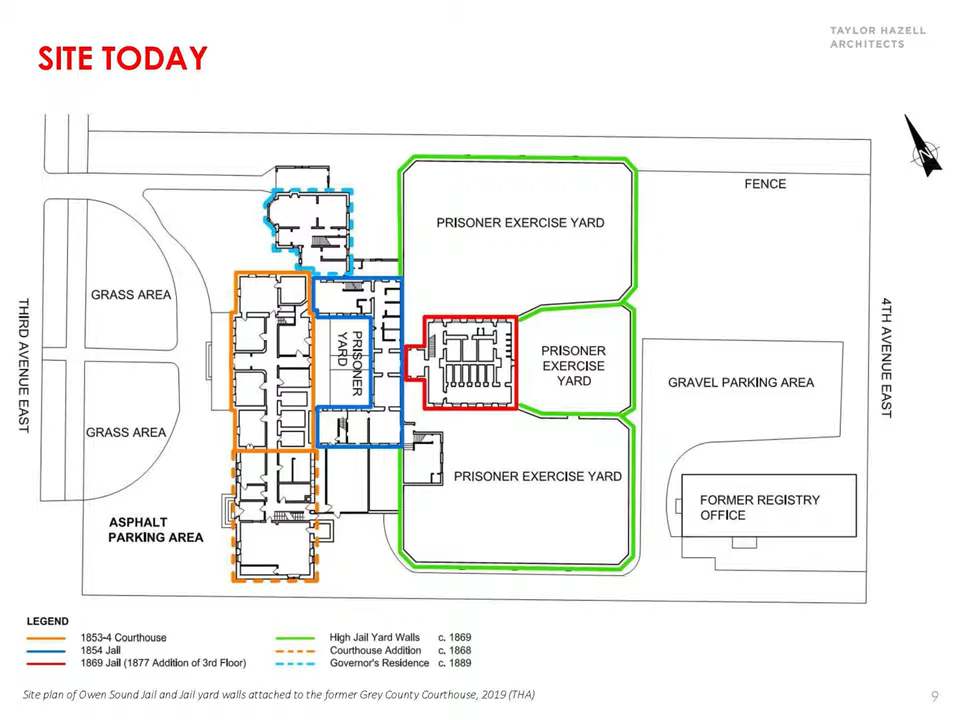 SITE TODAY
TAYLOR HAZELL
ARCHITECTS
N
FENCE
PRISONER EXERCISE YARD
GRASS AREA
THIRD AVENUE EAST
PRISONER
YARD
PRISONER
EXERCISE
YARD
4TH AVENUE EAST
GRAVEL PARKING AREA
GRASS AREA
PRISONER EXERCISE YARD
FORMER REGISTRY
OFFICE
ASPHALT
PARKING AREA
LEGEND
1853-4 Courthouse
1854 Jail
1869 Jail (1877 Addition of 3rd Floor)
High Jail Yard Walls c. 1869
Courthouse Addition c. 1868
Governor's Residence c. 1889
Site plan of Owen Sound Jail and Jail yard walls attached to the former Grey County Courthouse, 2019 (THA)
9